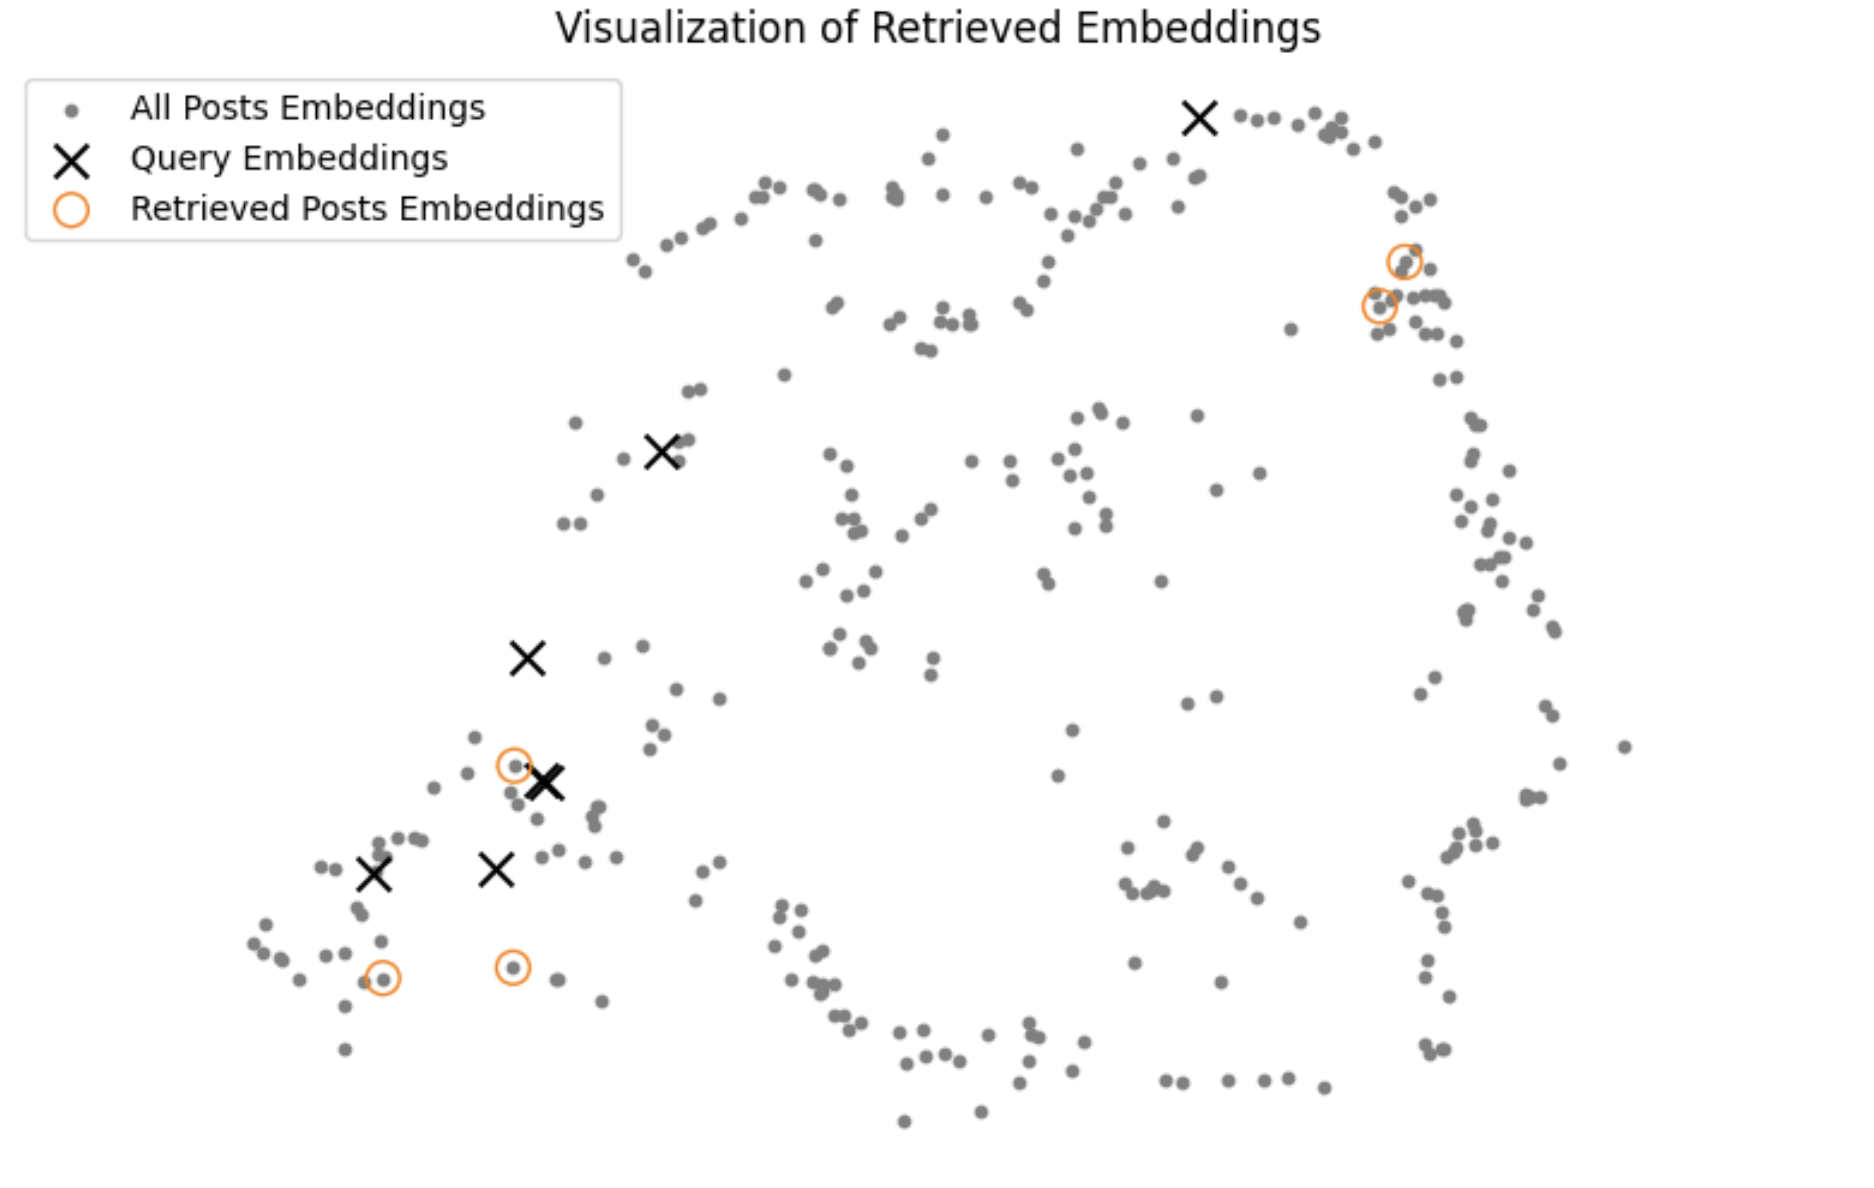 Visualization of Retrieved Embeddings
All Posts Embeddings
Query Embeddings
Retrieved Posts Embeddings